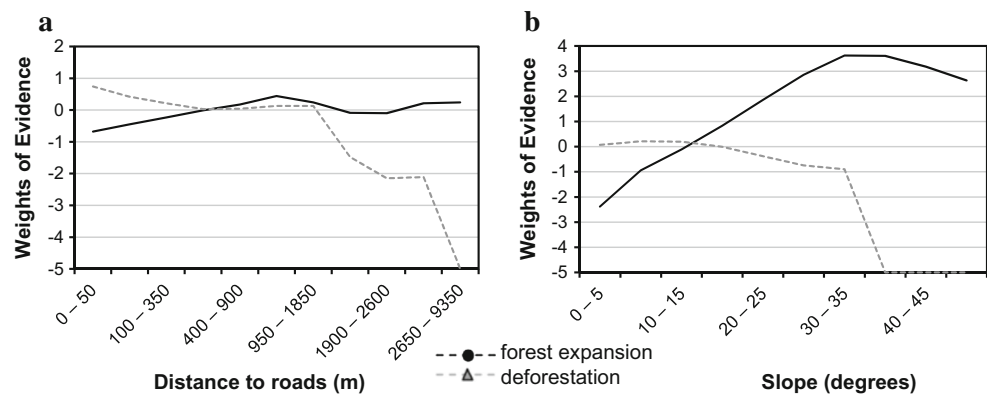 a
2
1
0
-1
-2
-3
-4
-5
Weights of Evidence
0 – 50
100 – 350
400 – 900
950 – 1850
1900 – 2600
2650 – 9350
Distance to roads (m)
b
4
3
2
1
0
-1
-2
-3
-4
-5
Weights of Evidence
0 – 5
10 – 15
20 – 25
30 – 35
40 – 45
Slope (degrees)
forest expansion
deforestation